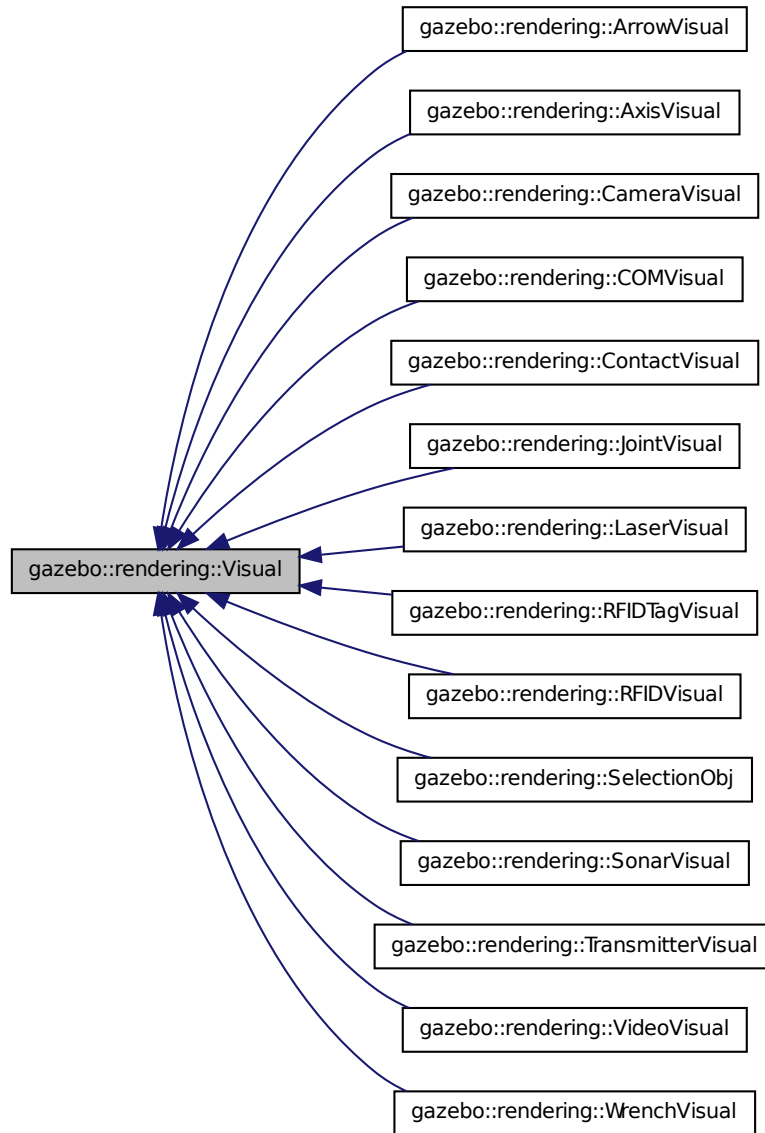 gazebo::rendering::ArrowVisual
gazebo::rendering::AxisVisual
gazebo::rendering::CameraVisual
gazebo::rendering::COMVisual
gazebo::rendering::ContactVisual
gazebo::rendering::JointVisual
gazebo::rendering::LaserVisual
gazebo::rendering::Visual
gazebo::rendering::RFIDTagVisual
gazebo::rendering::RFIDVisual
gazebo::rendering::SelectionObj
gazebo::rendering::SonarVisual
gazebo::rendering::TransmitterVisual
gazebo::rendering::VideoVisual
gazebo::rendering::WrenchVisual